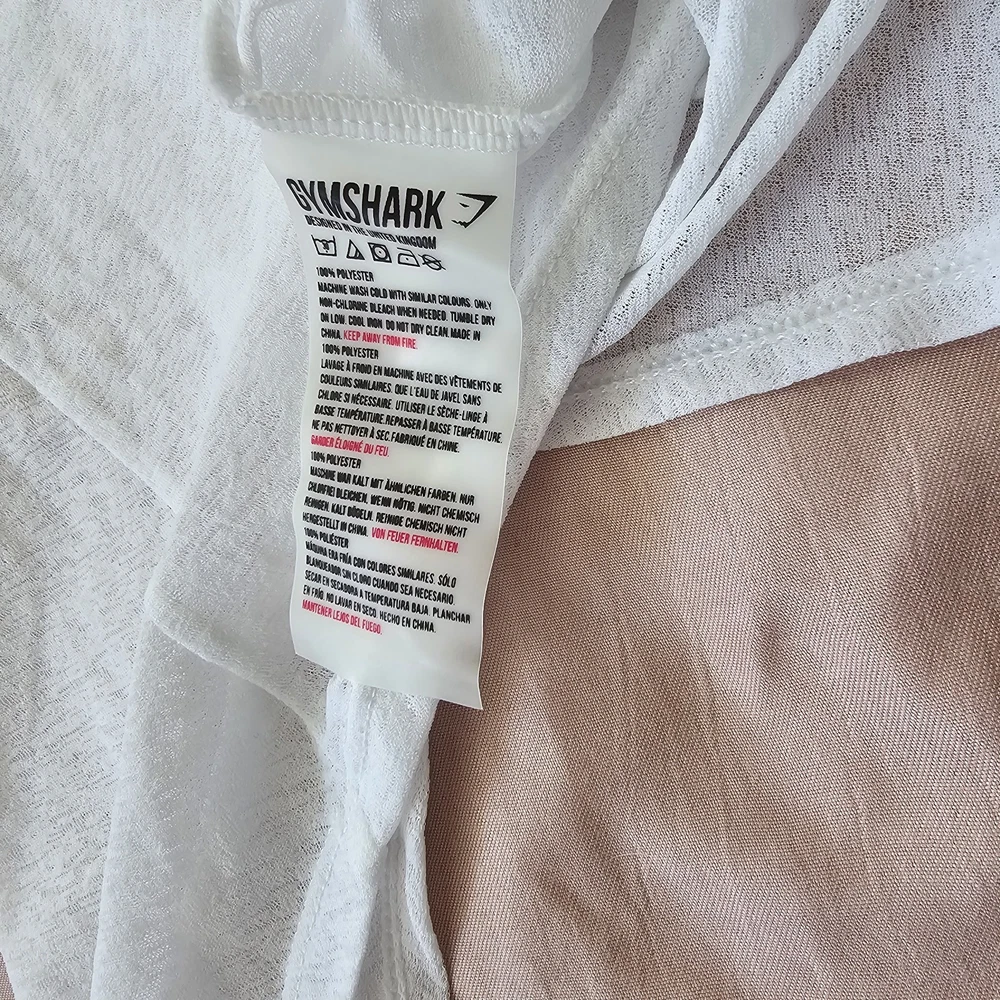 GYMSHARK
DESIGNED IN THE UNITED KINGDOM
100% POLYESTER
MACHINE WASH COLD WITH SIMILAR COLOURS. ONLY
NON-CHLORINE BLEACH WHEN NEEDED. TUMBLE DRY
ON LOW. COOL IRON. DO NOT DRY CLEAN. MADE IN
CHINA. KEEP AWAY FROM FIRE.
100% POLYESTER
LAVAGE À FROID EN MACHINE AVEC DES VÊTEMENTS DE
COULEURS SIMILAIRES. QUE L'EAU DE JAVEL SANS
CHLORE SI NÉCESSAIRE. UTILISER LE SÈCHE-LINGE À
BASSE TEMPÉRATURE. REPASSER À BASSE TEMPÉRATURE.
NE PAS NETTOYER À SEC. FABRIQUÉ EN CHINE.
GARDER ÉLOIGNÉ DU FEU.
100% POLYESTER
MASCHINE WAR KALT MIT ÄHNLICHEN FARBEN. NUR
CHLORFREI BLEICHEN, WENN NÖTIG. NICHT CHEMISCH
REINIGEN. KALT BÜGELN. REINIGE CHEMISCH NICHT
HERGESTELLT IN CHINA. VON FEUER FERNHALTEN.
100% POLIÉSTER
MÁQUINA ERA FRÍA CON COLORES SIMILARES. SÓLO
BLANQUEADOR SIN CLORO CUANDO SEA NECESARIO.
SECAR EN SECADORA A TEMPERATURA BAJA. PLANCHAR
EN FRÍO. NO LAVAR EN SECO. HECHO EN CHINA.
MANTENER LEJOS DEL FUEGO.